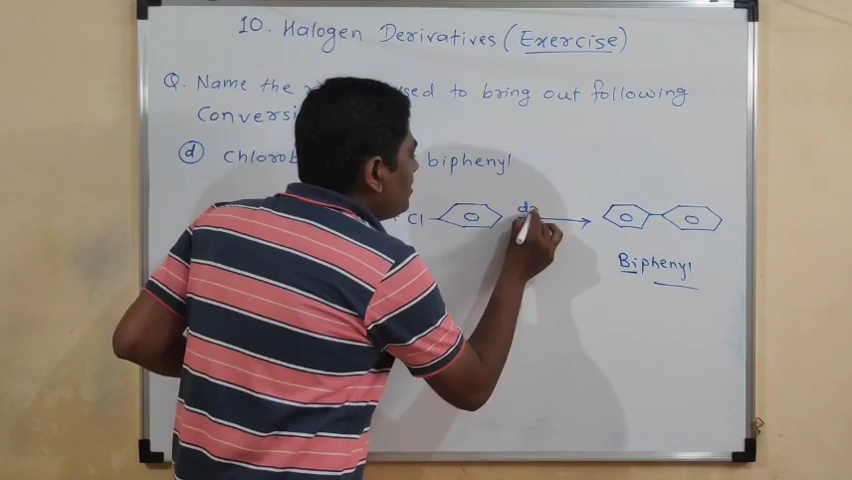 10. Halogen Derivatives (Exercise)
Q. Name the used to bring out following
Conversi
d chlorob biphenyl
Cl
Biphenyl